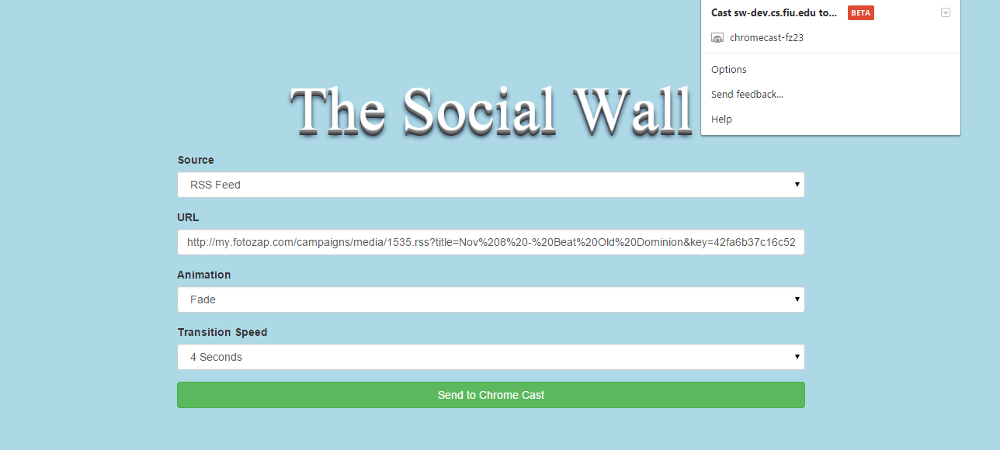 Cast sw-dev.cs.fiu.edu to... BETA
chromecast-fz23
Options
Send feedback...
Help
The Social Wall
Source
RSS Feed
URL
http://my.fotozap.com/campaigns/media/1535.rss?title=Nov%208%20-%20Beat%20Old%20Dominion&key=42fa6b37c16c52
Animation
Fade
Transition Speed
4 Seconds
Send to Chrome Cast